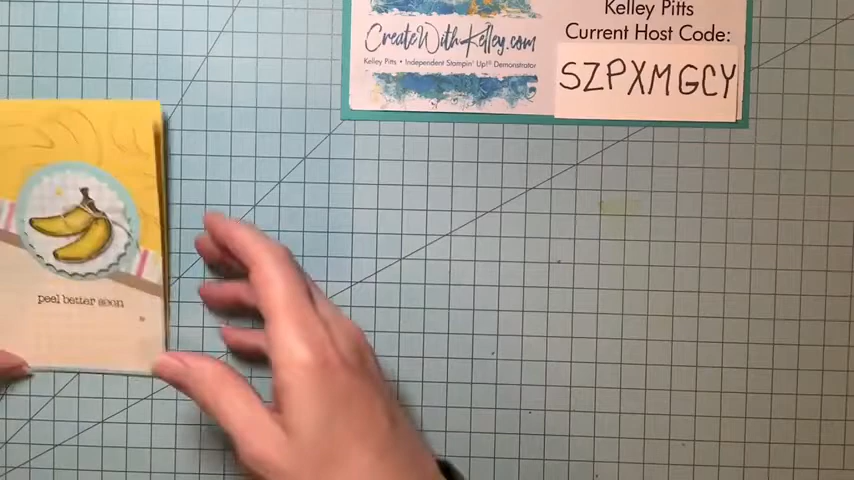 Kelley Pitts
Current Host Code:
CreateWithKelley.com
Kelley Pitts • Independent Stampin' Up!® Demonstrator
SZPXMGCY
peel better soon